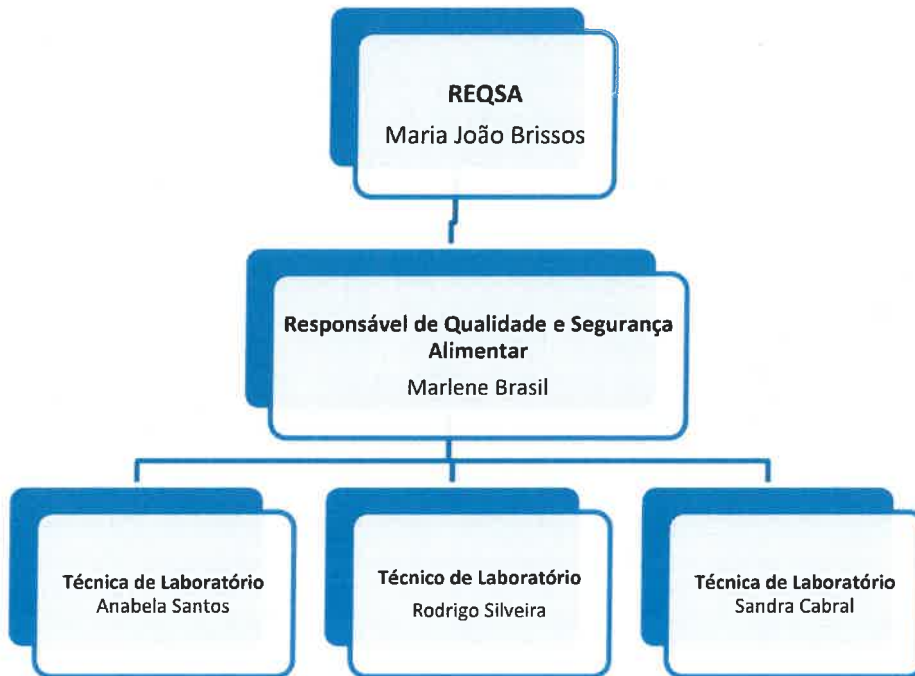 REQSA
Maria João Brissos
Responsável de Qualidade e Segurança
Alimentar
Marlene Brasil
Técnica de Laboratório
Anabela Santos
Técnico de Laboratório
Rodrigo Silveira
Técnica de Laboratório
Sandra Cabral